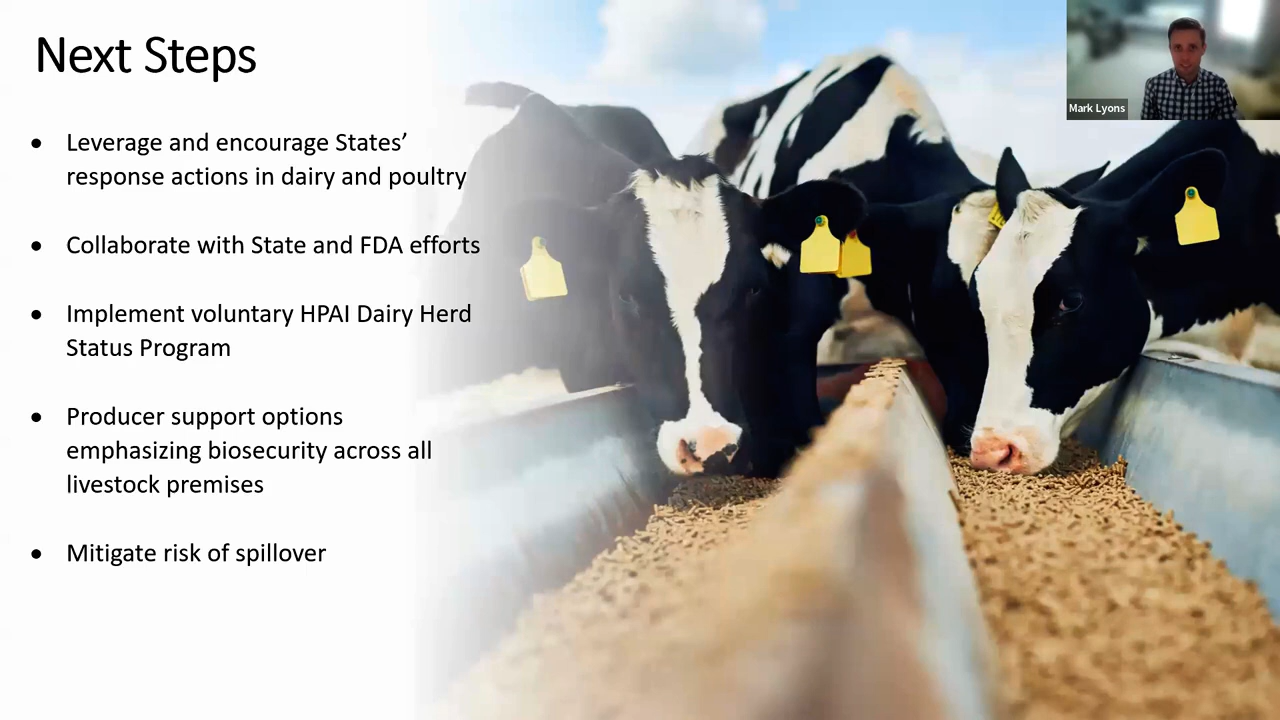 Next Steps
Mark Lyons
• Leverage and encourage States’
response actions in dairy and poultry
• Collaborate with State and FDA efforts
• Implement voluntary HPAI Dairy Herd
Status Program
• Producer support options
emphasizing biosecurity across all
livestock premises
• Mitigate risk of spillover